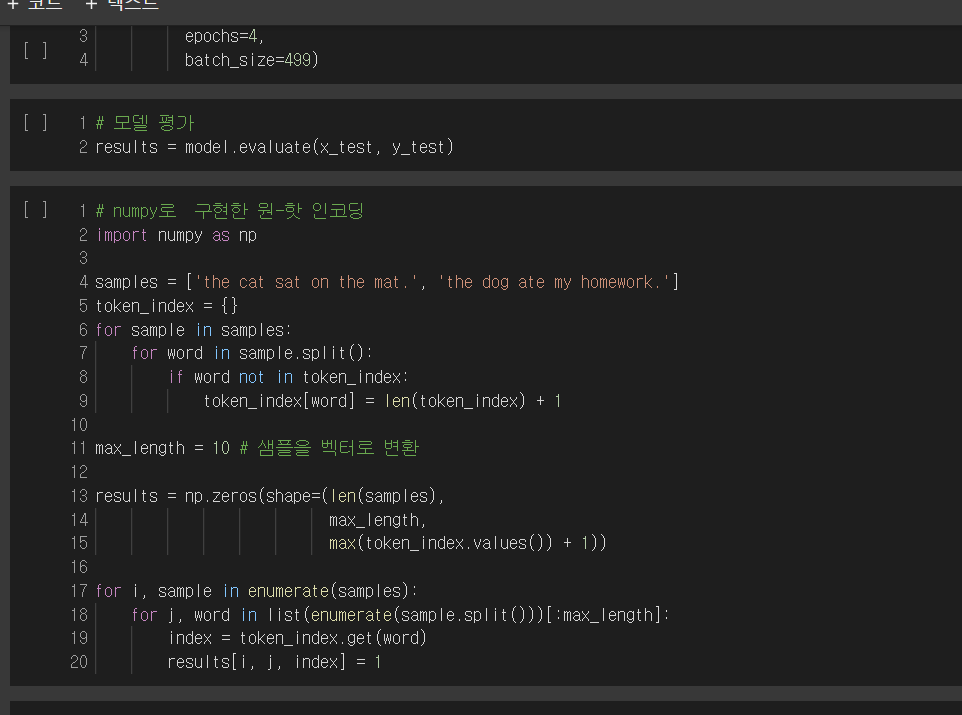 + 코드 + 텍스트
3 epochs=4,
[ ] 4 batch_size=499)
[ ] 1 # 모델 평가
2 results = model.evaluate(x_test, y_test)
[ ] 1 # numpy로 구현한 원-핫 인코딩
2 import numpy as np
3
4 samples = ['the cat sat on the mat.', 'the dog ate my homework.']
5 token_index = {}
6 for sample in samples:
7 for word in sample.split():
8 if word not in token_index:
9 token_index[word] = len(token_index) + 1
10
11 max_length = 10 # 샘플을 벡터로 변환
12
13 results = np.zeros(shape=(len(samples),
14 max_length,
15 max(token_index.values()) + 1))
16
17 for i, sample in enumerate(samples):
18 for j, word in list(enumerate(sample.split()))[:max_length]:
19 index = token_index.get(word)
20 results[i, j, index] = 1